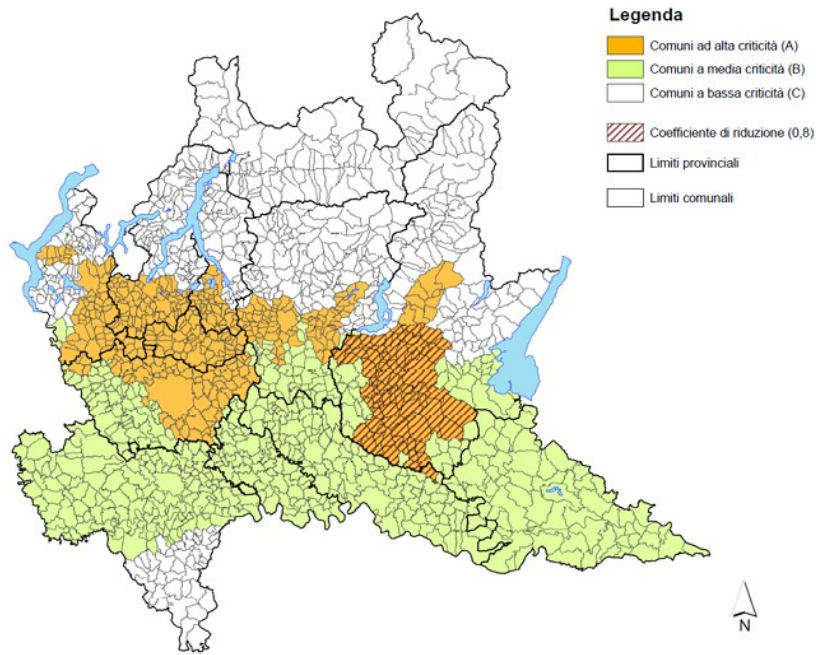 Legenda
Comuni ad alta criticità (A)
Comuni a media criticità (B)
Comuni a bassa criticità (C)
Coefficiente di riduzione (0,8)
Limiti provinciali
Limiti comunali
N